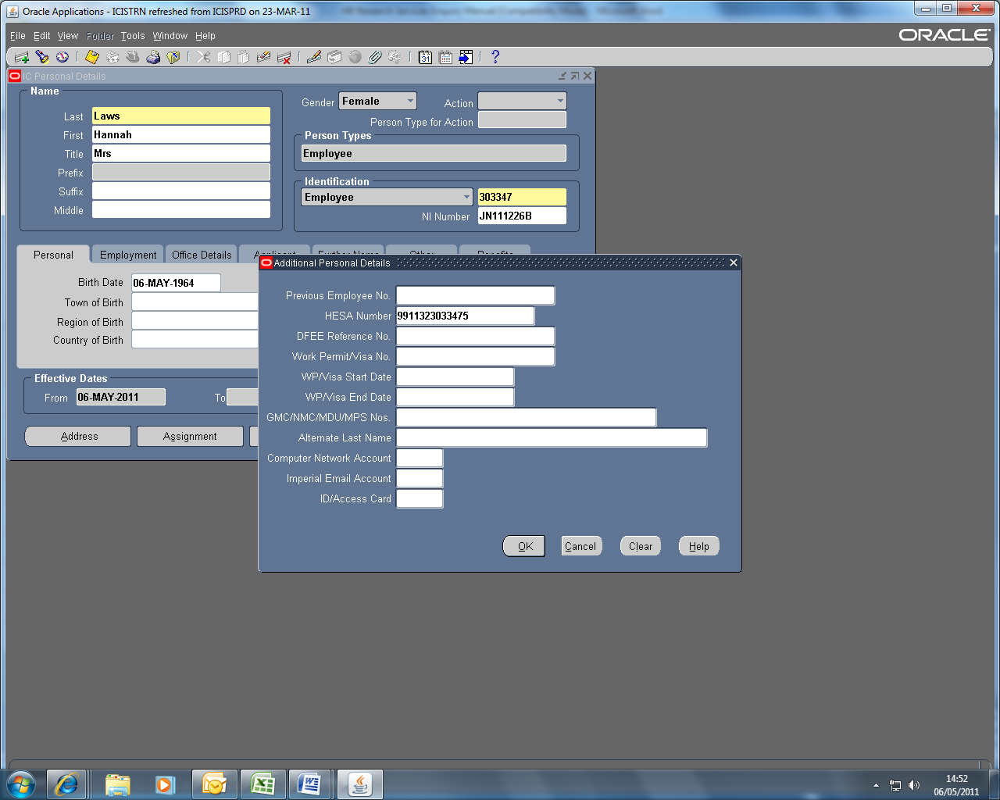 Oracle Applications - ICISTRN refreshed from ICISPRD on 23-MAR-11
File Edit View Folder Tools Window Help
ORACLE
IC Personal Details
Name
Last Laws
First Hannah
Title Mrs
Prefix
Suffix
Middle
Gender Female Action
Person Type for Action
Person Types
Employee
Identification
Employee 303347
NI Number JN111226B
Personal Employment Office Details Applicant Further Name Other Benefits
Birth Date 06-MAY-1964
Town of Birth
Region of Birth
Country of Birth
Effective Dates
From 06-MAY-2011 To
Address Assignment
Additional Personal Details
Previous Employee No.
HESA Number 9911323033475
DFEE Reference No.
Work Permit/Visa No.
WP/Visa Start Date
WP/Visa End Date
GMC/NMC/MDU/MPS Nos.
Alternate Last Name
Computer Network Account
Imperial Email Account
ID/Access Card
OK Cancel Clear Help
14:52
06/05/2011